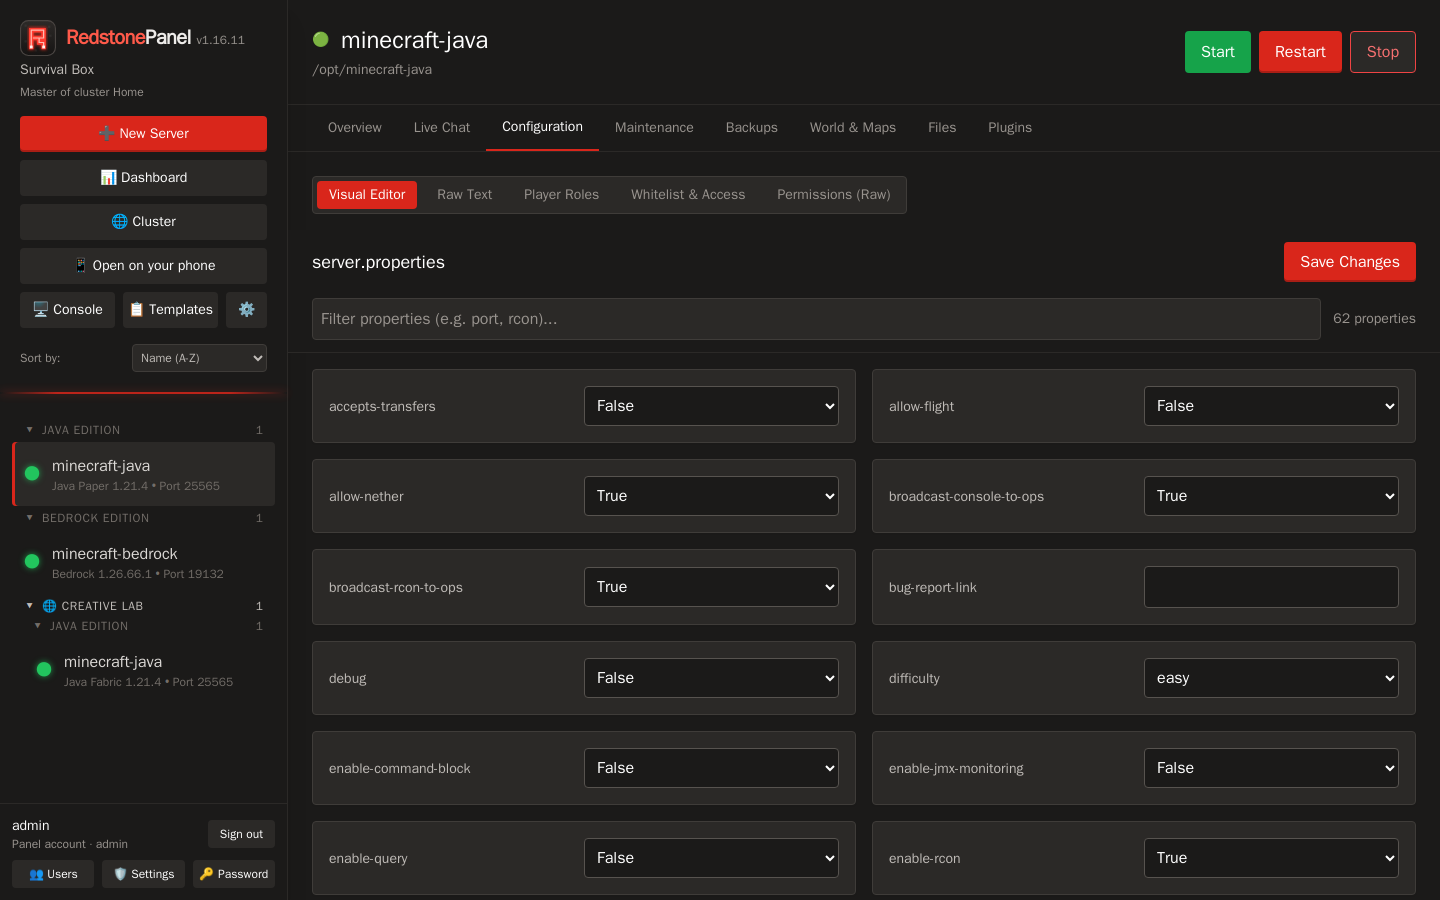 RedstonePanel v1.16.11
Survival Box
Master of cluster Home
➕ New Server
📊 Dashboard
🌐 Cluster
📱 Open on your phone
🖥️ Console 📋 Templates ⚙️
Sort by: Name (A-Z)
▼ JAVA EDITION 1
minecraft-java
Java Paper 1.21.4 • Port 25565
▼ BEDROCK EDITION 1
minecraft-bedrock
Bedrock 1.26.66.1 • Port 19132
▼ 🌐 CREATIVE LAB 1
▼ JAVA EDITION 1
minecraft-java
Java Fabric 1.21.4 • Port 25565
admin
Panel account · admin
Sign out
👥 Users 🛡️ Settings 🔑 Password
minecraft-java
/opt/minecraft-java
Start Restart Stop
Overview Live Chat Configuration Maintenance Backups World & Maps Files Plugins
Visual Editor Raw Text Player Roles Whitelist & Access Permissions (Raw)
server.properties
Save Changes
Filter properties (e.g. port, rcon)... 62 properties
accepts-transfers False allow-flight False
allow-nether True broadcast-console-to-ops True
broadcast-rcon-to-ops True bug-report-link
debug False difficulty easy
enable-command-block False enable-jmx-monitoring False
enable-query False enable-rcon True